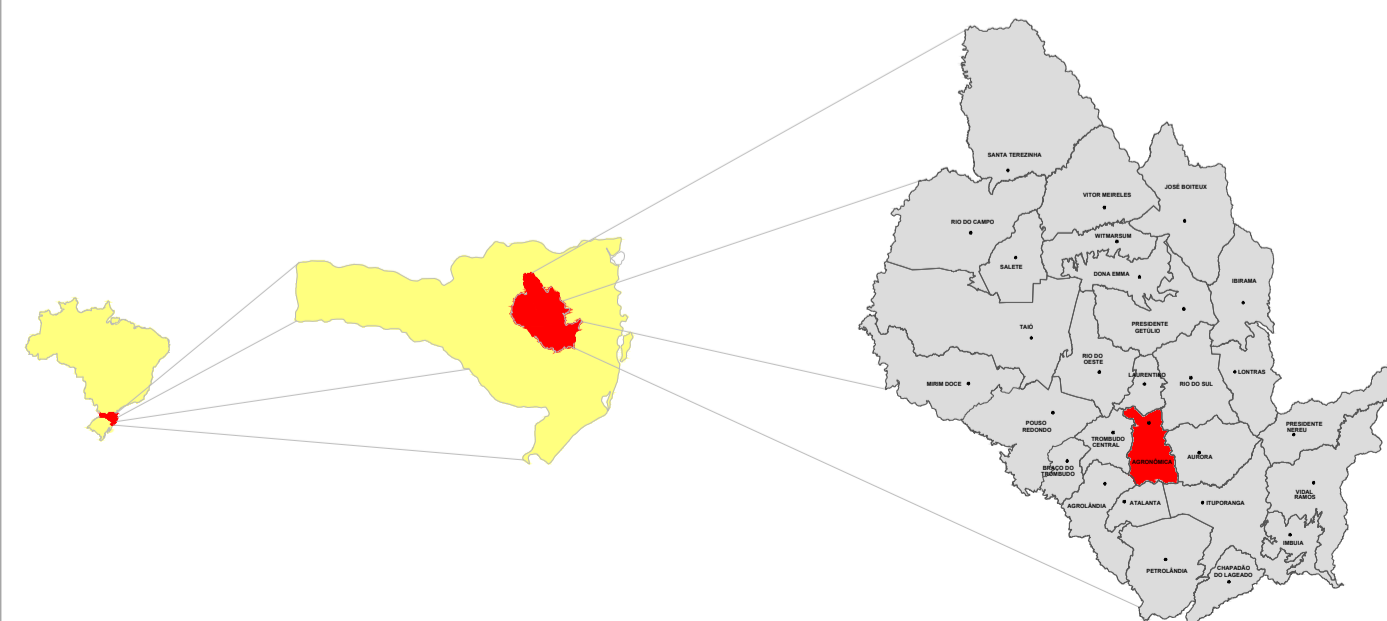 SANTA TEREZINHA
JOSÉ BOITEUX
VITOR MEIRELES
RIO DO CAMPO
WITMARSUM
SALETE
DONA EMMA
IBIRAMA
TAIÓ
PRESIDENTE
GETÚLIO
RIO DO
OESTE
LAURENTINO
LONTRAS
MIRIM DOCE
RIO DO SUL
POUSO
REDONDO
PRESIDENTE
NEREU
TROMBUDO
CENTRAL
AURORA
AGRONÔMICA
BRAÇO DO
TROMBUDO
VIDAL
RAMOS
AGROLÂNDIA
ATALANTA
ITUPORANGA
IMBUIA
PETROLÂNDIA
CHAPADÃO
DO LAGEADO